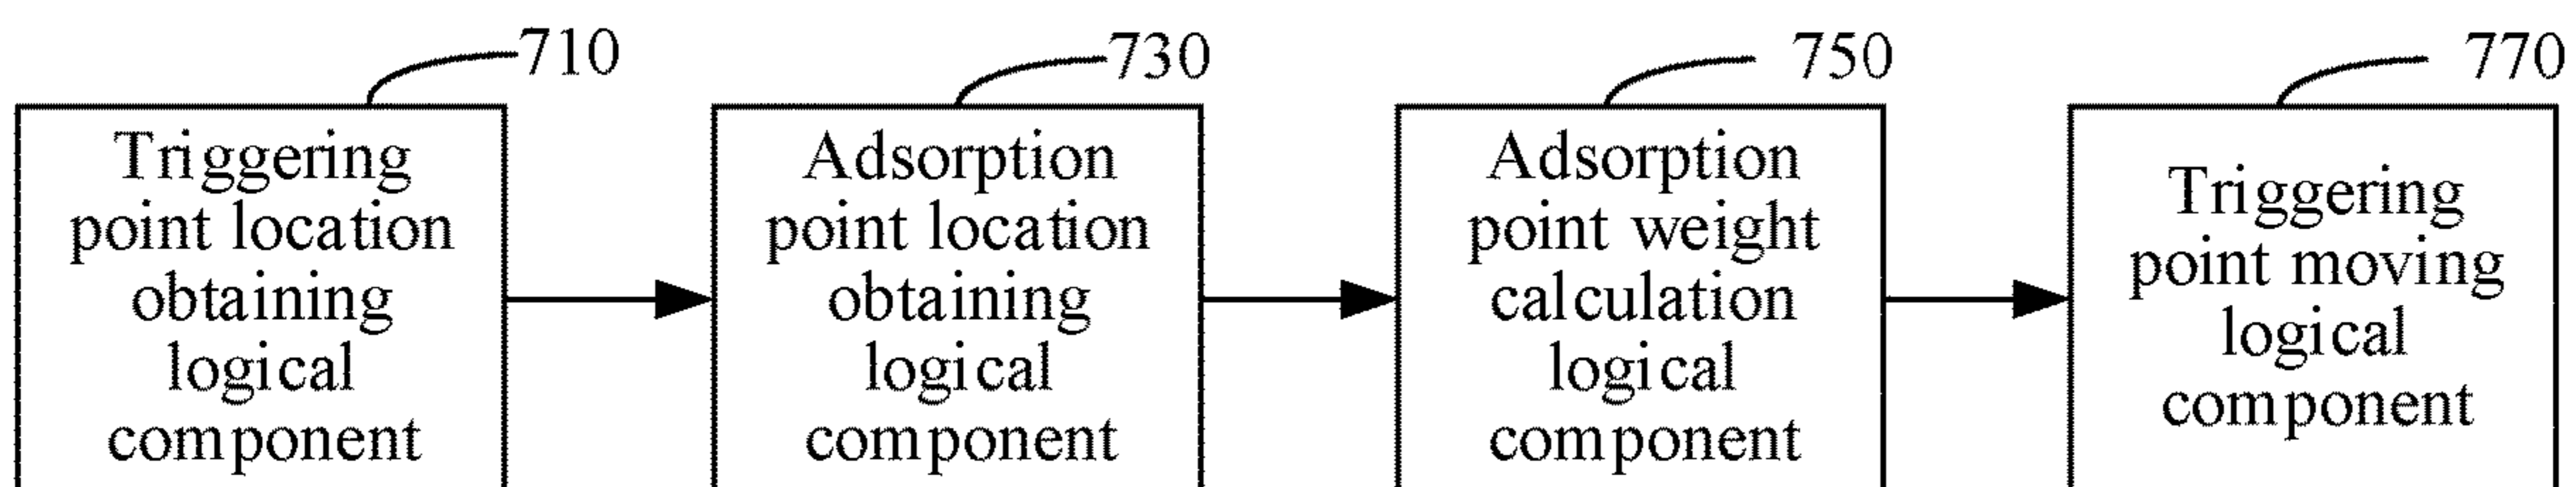 710
730
750
770
Triggering
point location
obtaining
logical
component
Adsorption
point location
obtaining
logical
component
Adsorption
point weight
calculation
logical
component
Triggering
point moving
logical
component